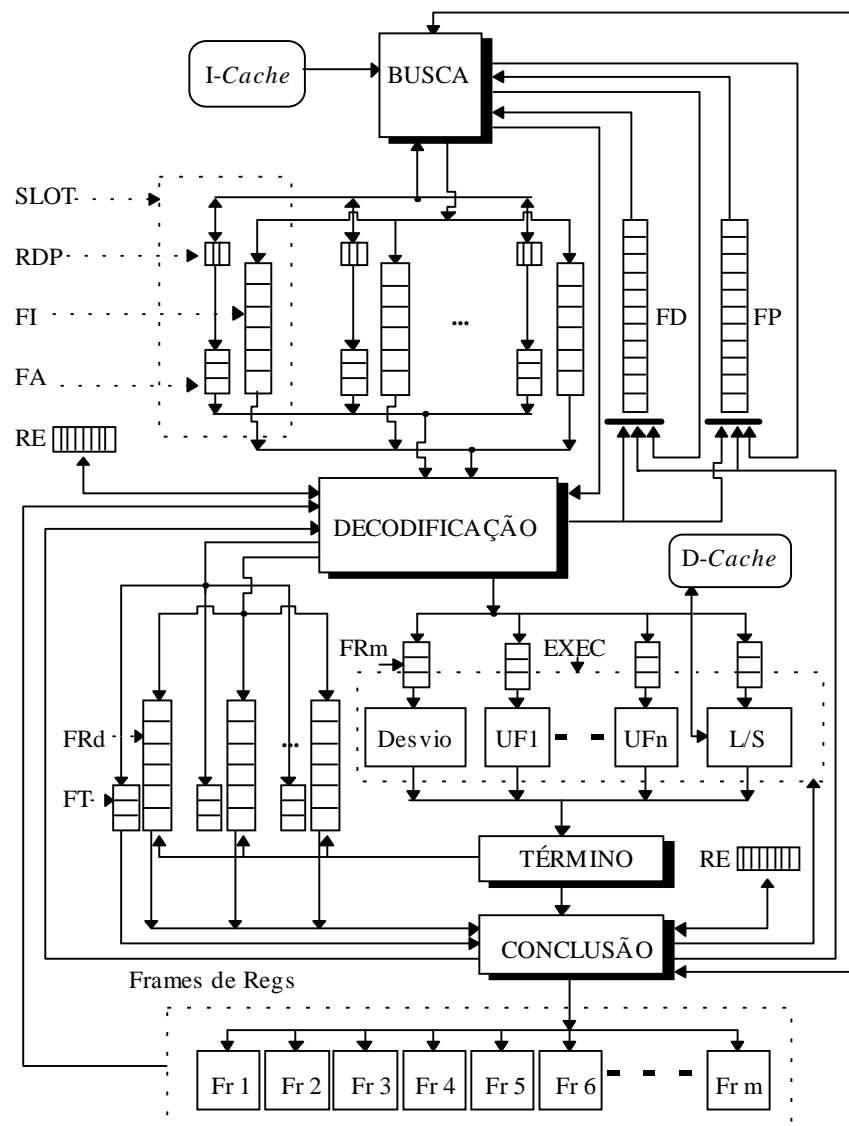 I-Cache
BUSCA
SLOT
RDP
FI
FA
...
FD
FP
RE
DECODIFICAÇÃO
D-Cache
FRm
EXEC
FRd
FT
...
Desvio
UF1
UFn
L/S
TÉRMINO
RE
CONCLUSÃO
Frames de Regs
Fr 1
Fr 2
Fr 3
Fr 4
Fr 5
Fr 6
Fr m